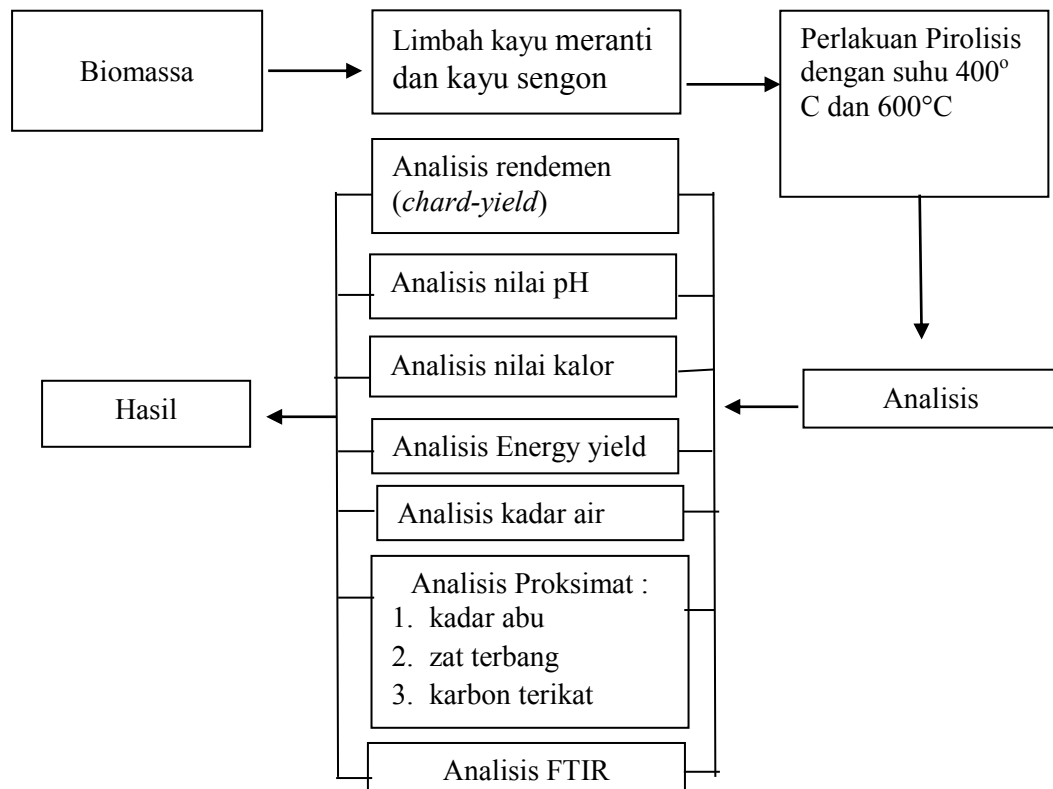 Biomassa
Limbah kayu meranti
dan kayu sengon
Perlakuan Pirolisis
dengan suhu 400°
C dan 600°C
Analisis rendemen
(chard-yield)
Analisis nilai pH
Analisis nilai kalor
Analisis Energy yield
Analisis kadar air
Analisis Proksimat :
1. kadar abu
2. zat terbang
3. karbon terikat
Analisis FTIR
Analisis
Hasil